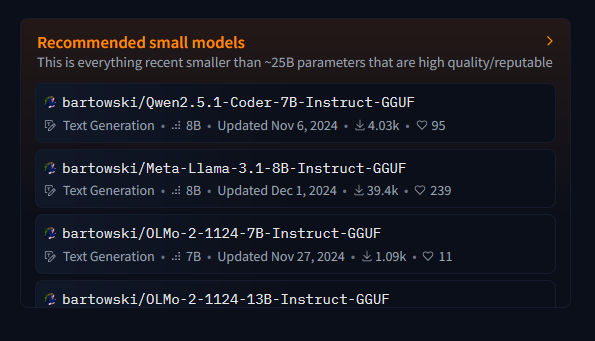 Recommended small models
This is everything recent smaller than ~25B parameters that are high quality/reputable
bartowski/Qwen2.5.1-Coder-7B-Instruct-GGUF
Text Generation • 8B • Updated Nov 6, 2024 • 4.03k • 95
bartowski/Meta-Llama-3.1-8B-Instruct-GGUF
Text Generation • 8B • Updated Dec 1, 2024 • 39.4k • 239
bartowski/OLMo-2-1124-7B-Instruct-GGUF
Text Generation • 7B • Updated Nov 27, 2024 • 1.09k • 11
bartowski/OLMo-2-1124-13B-Instruct-GGUF